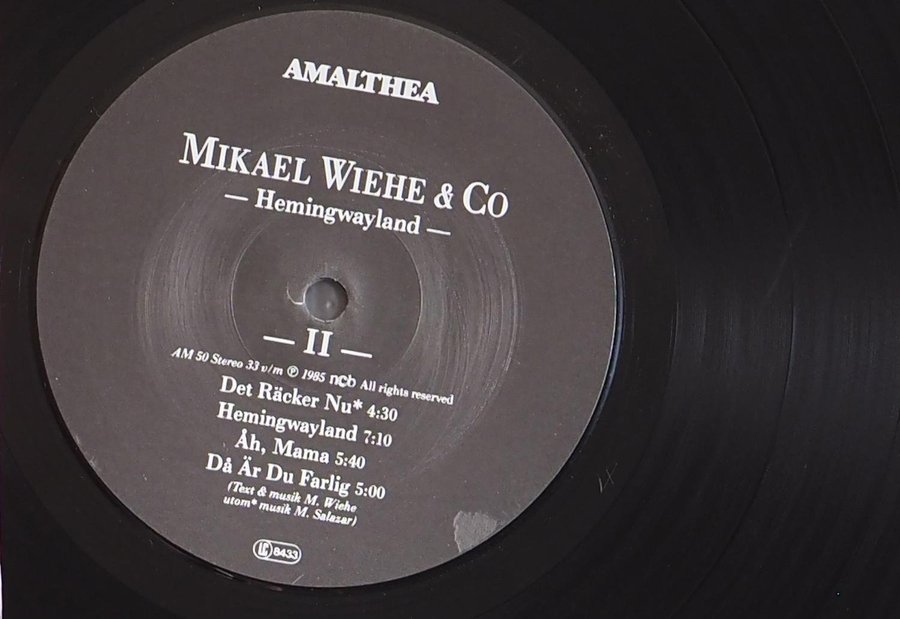 AMALTHEA
MIKAEL WIEHE & CO
— Hemingwayland —
— II —
AM 50 Stereo 33 v/m ℗ 1985 ncb All rights reserved
Det Räcker Nu* 4:30
Hemingwayland 7:10
Åh, Mama 5:40
Då Är Du Farlig 5:00
(Text & musik M. Wiehe
utom* musik M. Salazar)
LC 8433